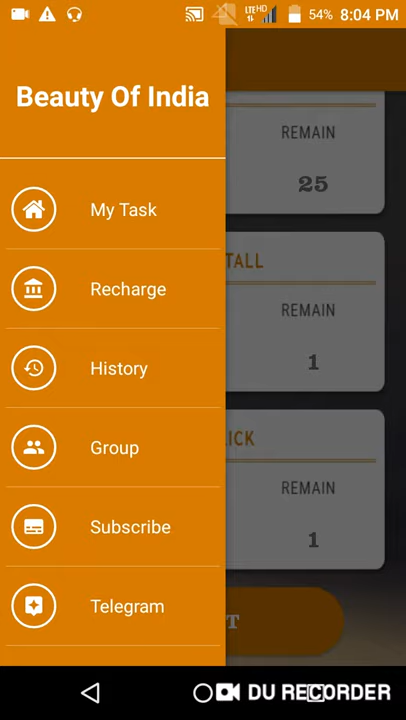 LTE HD
54% 8:04 PM
Beauty Of India
My Task
Recharge
History
Group
Subscribe
Telegram
REMAIN
25
TALL
REMAIN
1
ICK
REMAIN
1
T
DU RECORDER